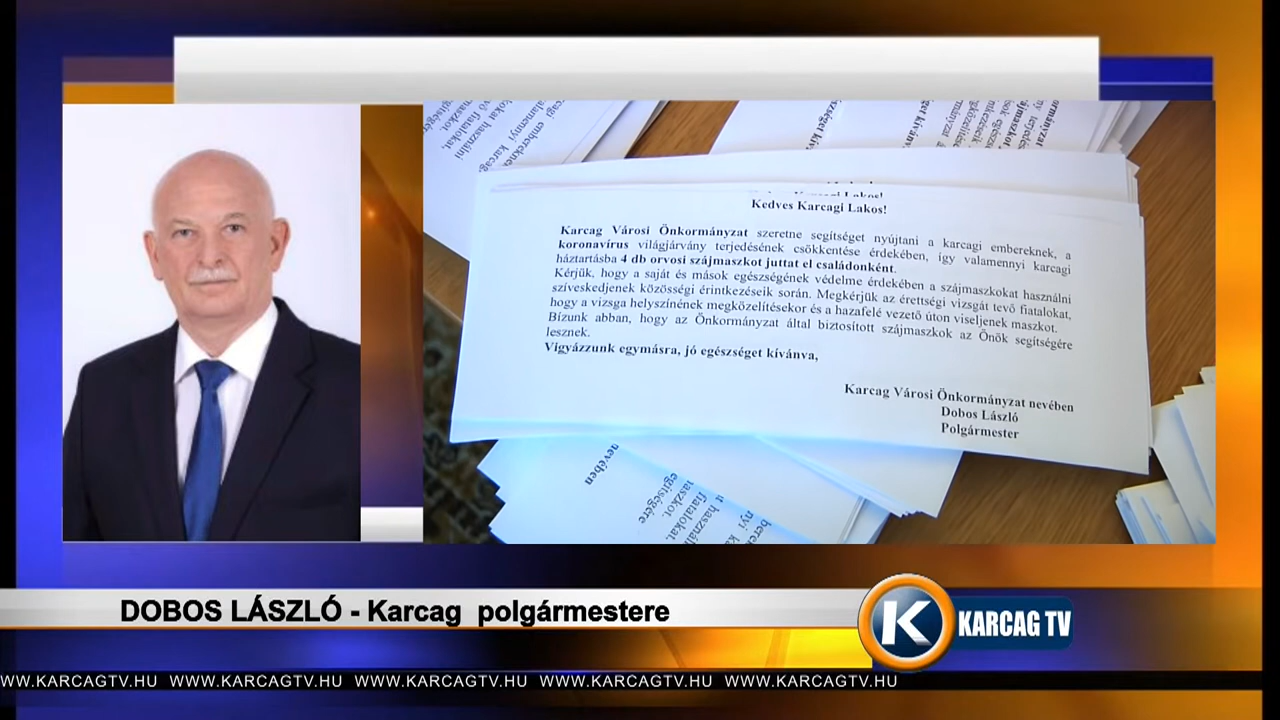 Kedves Karcagi Lakos!
Karcag Városi Önkormányzat szeretne segítséget nyújtani a karcagi embereknek, a
koronavírus világjárvány terjedésének csökkentése érdekében, így valamennyi karcagi
háztartásba 4 db orvosi szájmaszkot juttat el családonként.
Kérjük, hogy a saját és mások egészségének védelme érdekében a szájmaszkokat használni
szíveskedjenek közösségi érintkezéseik során. Megkérjük az érettségi vizsgát tevő fiatalokat,
hogy a vizsga helyszínének megközelítésekor és a hazafelé vezető úton viseljenek maszkot.
Bízunk abban, hogy az Önkormányzat által biztosított szájmaszkok az Önök segítségére
lesznek.
Vigyázzunk egymásra, jó egészséget kívánva,
Karcag Városi Önkormányzat nevében
Dobos László
Polgármester
nevében
DOBOS LÁSZLÓ - Karcag polgármestere
K KARCAG TV
WWW.KARCAGTV.HU WWW.KARCAGTV.HU WWW.KARCAGTV.HU WWW.KARCAGTV.HU WWW.KARCAGTV.HU